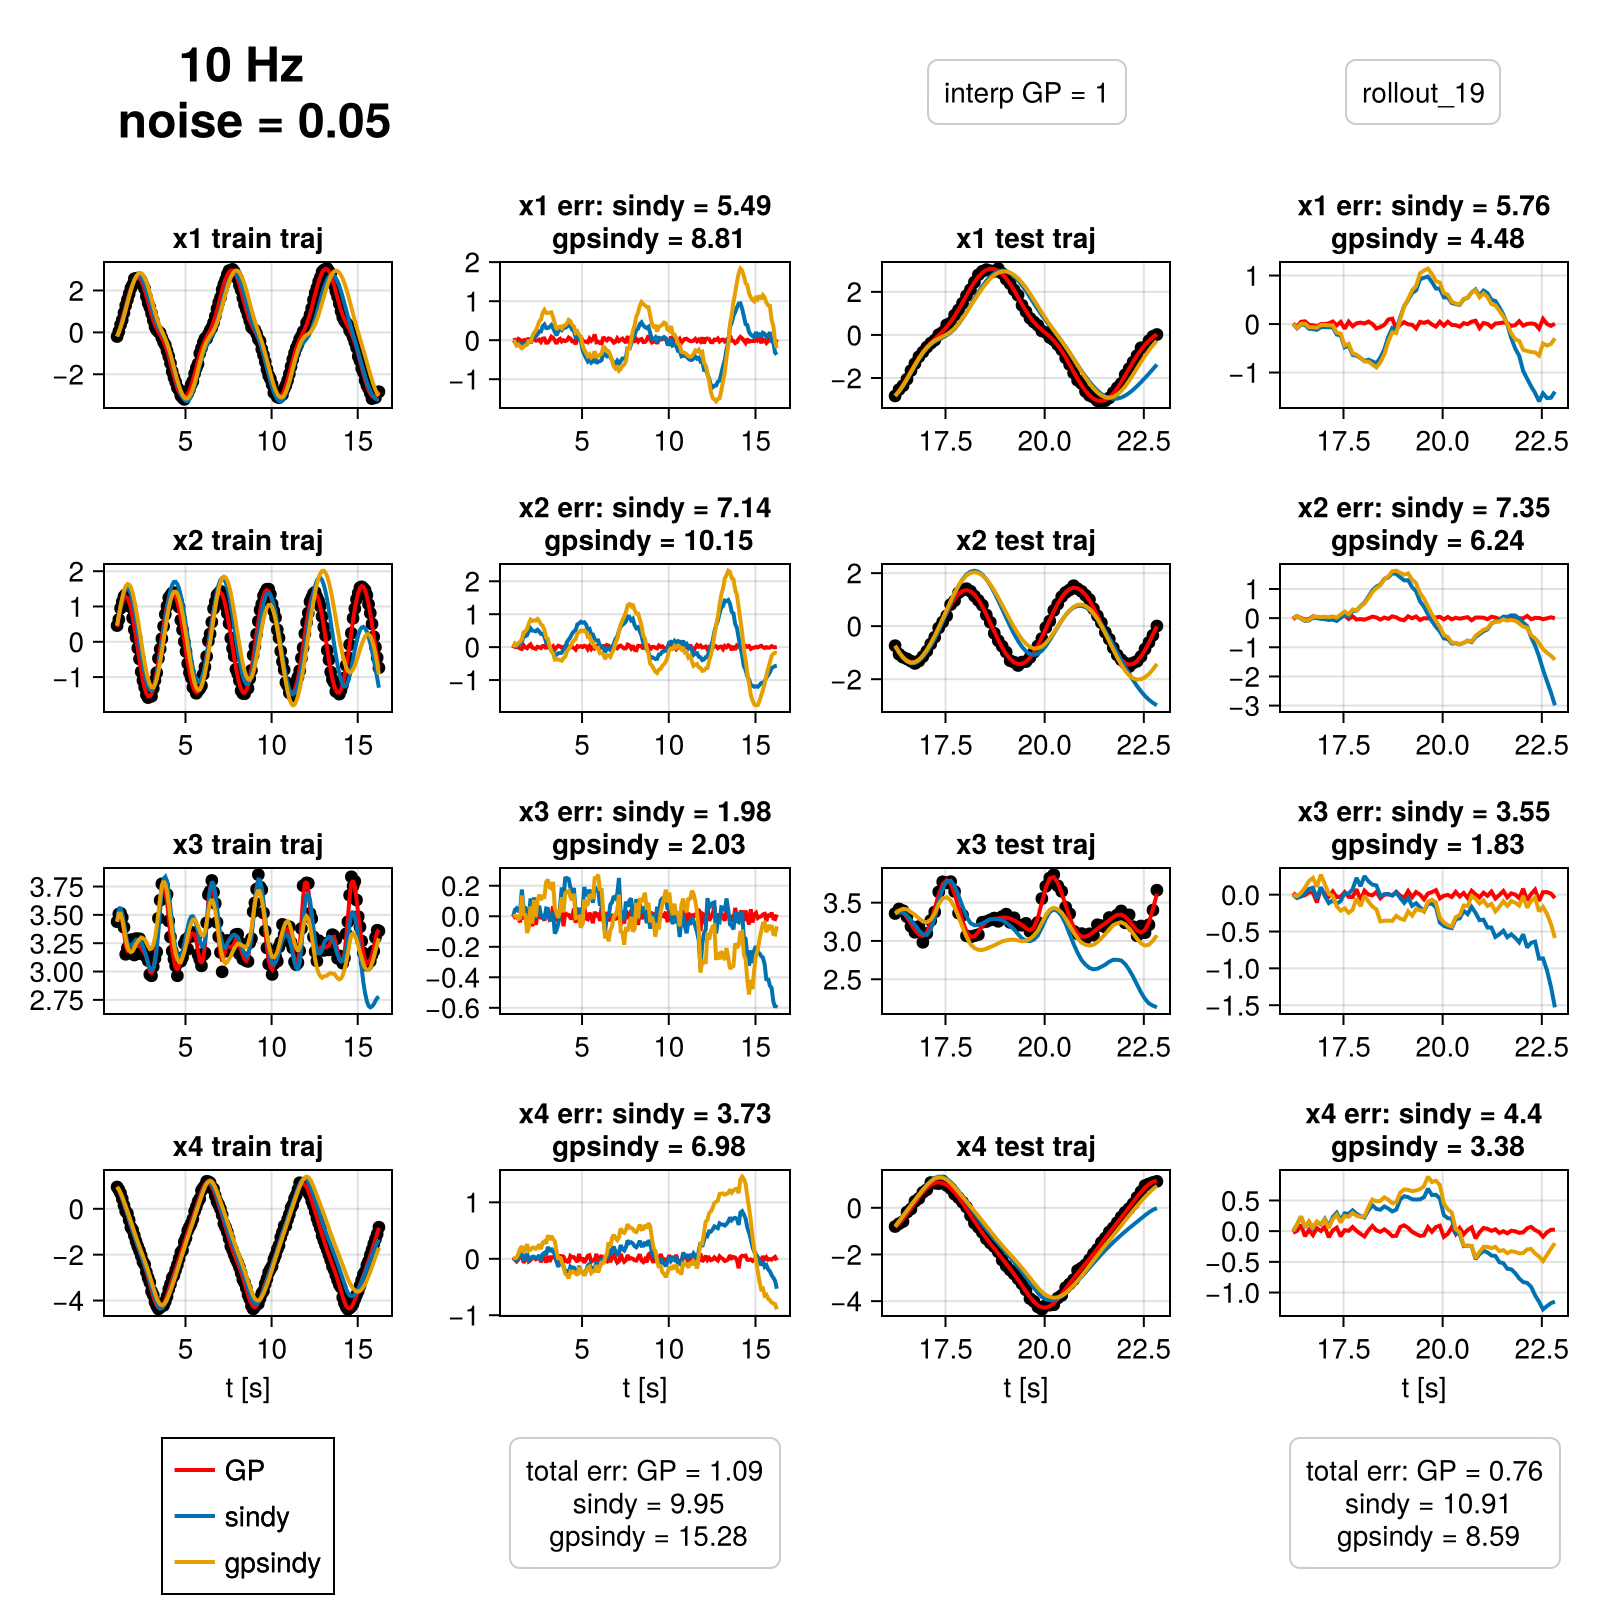 10 Hz
noise = 0.05
interp GP = 1
rollout_19
x1 train traj
2
0
−2
5
10
15
x1 err: sindy = 5.49
gpsindy = 8.81
2
1
0
−1
5
10
15
x1 test traj
2
0
−2
17.5
20.0
22.5
x1 err: sindy = 5.76
gpsindy = 4.48
1
0
−1
17.5
20.0
22.5
x2 train traj
2
1
0
−1
5
10
15
x2 err: sindy = 7.14
gpsindy = 10.15
2
1
0
−1
5
10
15
x2 test traj
2
0
−2
17.5
20.0
22.5
x2 err: sindy = 7.35
gpsindy = 6.24
1
0
−1
−2
−3
17.5
20.0
22.5
x3 train traj
3.75
3.50
3.25
3.00
2.75
5
10
15
x3 err: sindy = 1.98
gpsindy = 2.03
0.2
0.0
−0.2
−0.4
−0.6
5
10
15
x3 test traj
3.5
3.0
2.5
17.5
20.0
22.5
x3 err: sindy = 3.55
gpsindy = 1.83
0.0
−0.5
−1.0
−1.5
17.5
20.0
22.5
x4 train traj
0
−2
−4
5
10
15
t [s]
x4 err: sindy = 3.73
gpsindy = 6.98
1
0
−1
5
10
15
t [s]
x4 test traj
0
−2
−4
17.5
20.0
22.5
t [s]
x4 err: sindy = 4.4
gpsindy = 3.38
0.5
0.0
−0.5
−1.0
17.5
20.0
22.5
t [s]
GP
sindy
gpsindy
total err: GP = 1.09
sindy = 9.95
gpsindy = 15.28
total err: GP = 0.76
sindy = 10.91
gpsindy = 8.59